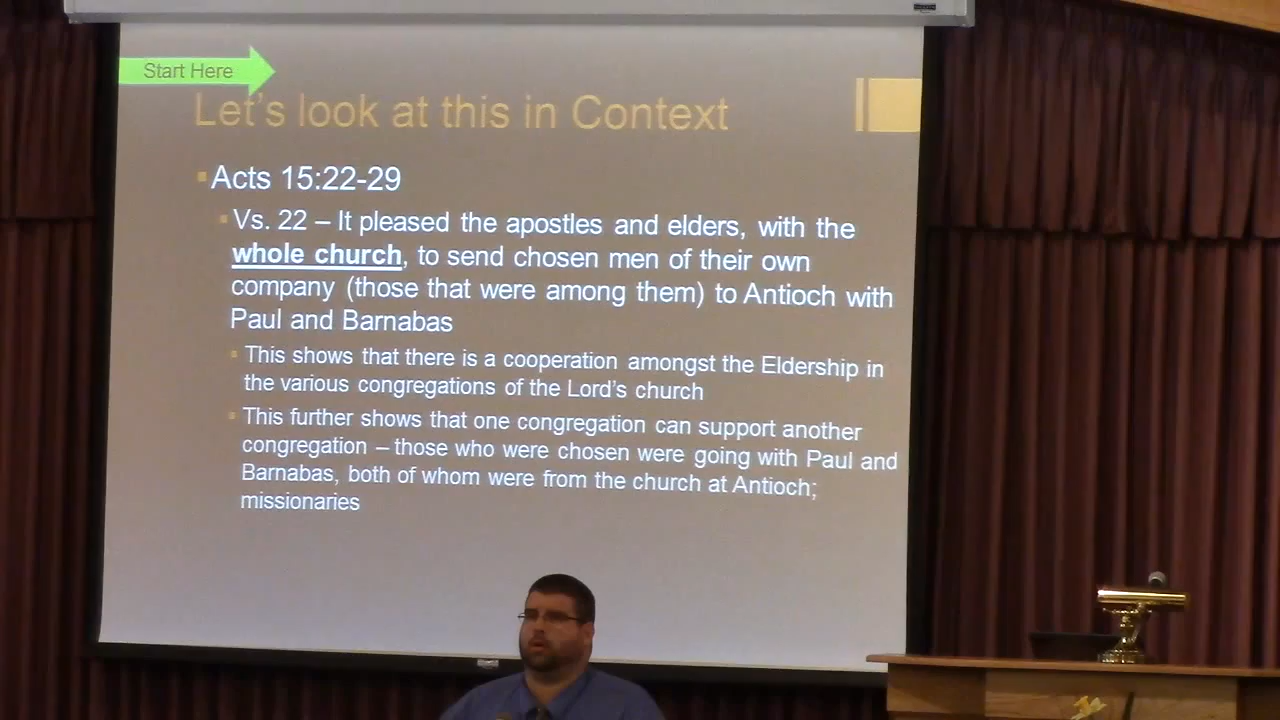 Start Here
Let's look at this in Context
Acts 15:22-29
Vs. 22 – It pleased the apostles and elders, with the
whole church, to send chosen men of their own
company (those that were among them) to Antioch with
Paul and Barnabas
This shows that there is a cooperation amongst the Eldership in
the various congregations of the Lord's church
This further shows that one congregation can support another
congregation – those who were chosen were going with Paul and
Barnabas, both of whom were from the church at Antioch;
missionaries